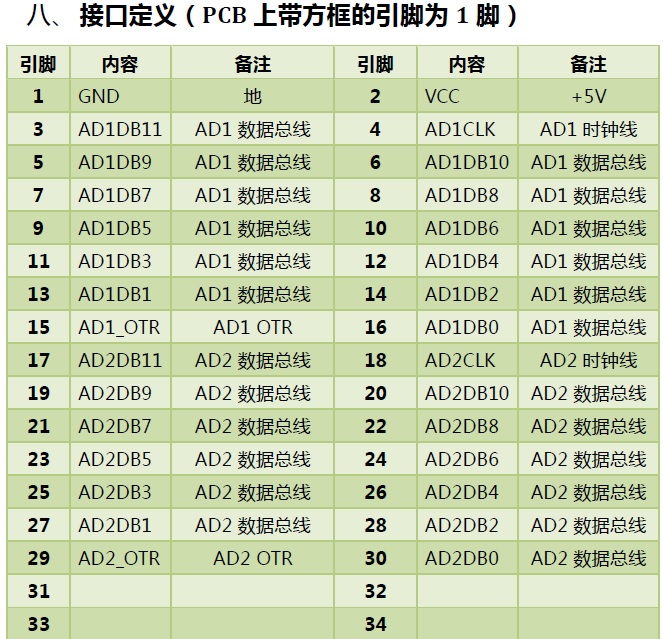 八、 接口定义（PCB 上带方框的引脚为 1 脚）
引脚 内容 备注 引脚 内容 备注
1 GND 地 2 VCC +5V
3 AD1DB11 AD1 数据总线 4 AD1CLK AD1 时钟线
5 AD1DB9 AD1 数据总线 6 AD1DB10 AD1 数据总线
7 AD1DB7 AD1 数据总线 8 AD1DB8 AD1 数据总线
9 AD1DB5 AD1 数据总线 10 AD1DB6 AD1 数据总线
11 AD1DB3 AD1 数据总线 12 AD1DB4 AD1 数据总线
13 AD1DB1 AD1 数据总线 14 AD1DB2 AD1 数据总线
15 AD1_OTR AD1 OTR 16 AD1DB0 AD1 数据总线
17 AD2DB11 AD2 数据总线 18 AD2CLK AD2 时钟线
19 AD2DB9 AD2 数据总线 20 AD2DB10 AD2 数据总线
21 AD2DB7 AD2 数据总线 22 AD2DB8 AD2 数据总线
23 AD2DB5 AD2 数据总线 24 AD2DB6 AD2 数据总线
25 AD2DB3 AD2 数据总线 26 AD2DB4 AD2 数据总线
27 AD2DB1 AD2 数据总线 28 AD2DB2 AD2 数据总线
29 AD2_OTR AD2 OTR 30 AD2DB0 AD2 数据总线
31 32
33 34